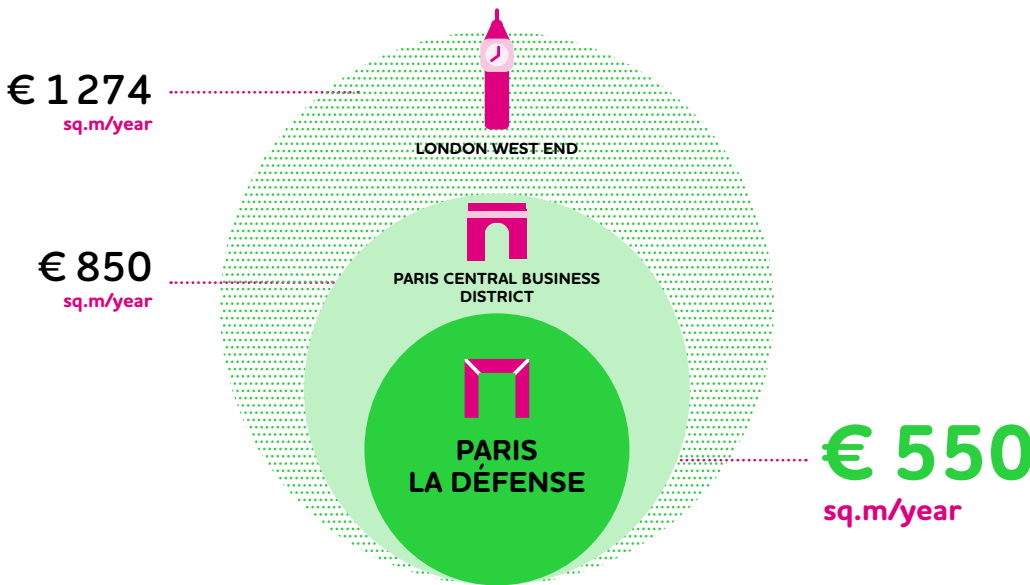 € 1 274
sq.m/year
LONDON WEST END
€ 850
sq.m/year
PARIS CENTRAL BUSINESS
DISTRICT
PARIS
LA DÉFENSE
€ 550
sq.m/year